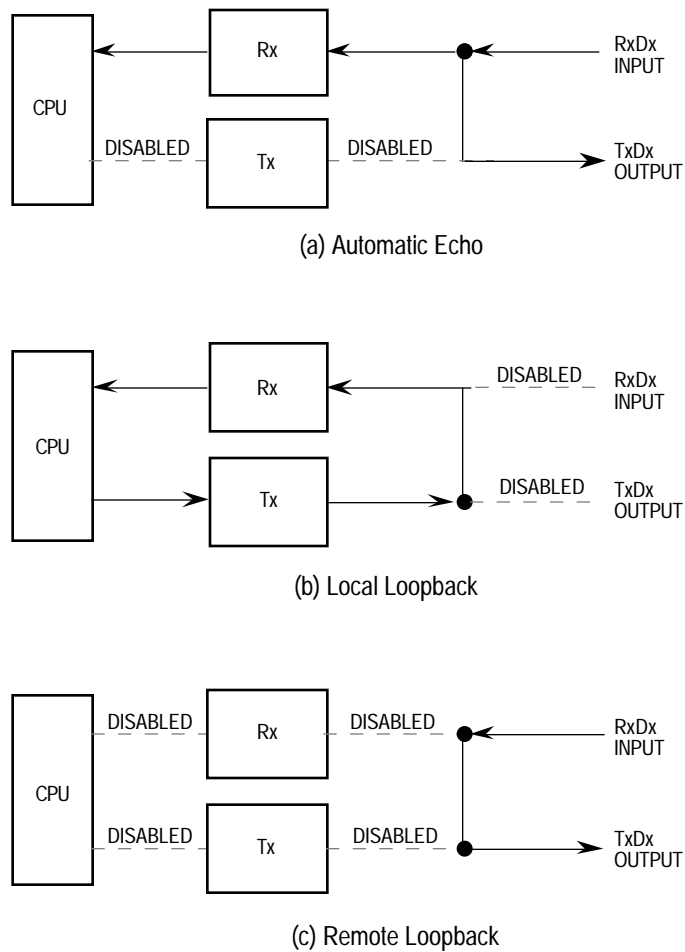 Rx
RxDx
INPUT
CPU
DISABLED
Tx
DISABLED
TxDx
OUTPUT
(a) Automatic Echo
Rx
DISABLED
RxDx
INPUT
CPU
Tx
DISABLED
TxDx
OUTPUT
(b) Local Loopback
DISABLED
Rx
DISABLED
RxDx
INPUT
CPU
DISABLED
Tx
DISABLED
TxDx
OUTPUT
(c) Remote Loopback